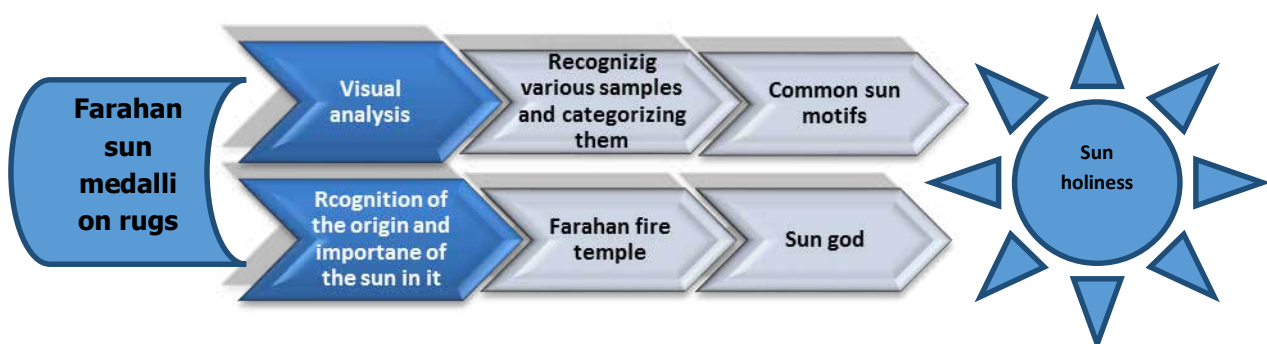 Farahan
sun
medalli
on rugs
Visual
analysis
Recognizig
various samples
and categorizing
them
Common sun
motifs
Rcognition of
the origin and
importane of
the sun in it
Farahan fire
temple
Sun god
Sun
holiness